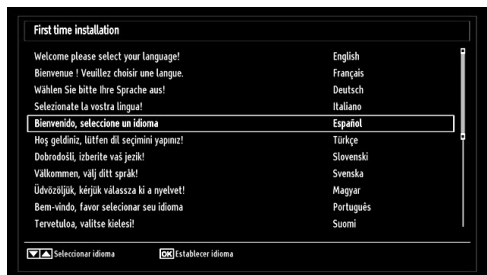 First time installation
Welcome please select your language! English
Bienvenue ! Veuillez choisir une langue. Français
Wählen Sie bitte Ihre Sprache aus! Deutsch
Selezionate la vostra lingua! Italiano
Bienvenido, seleccione un idioma Español
Hoş geldiniz, lütfen dil seçimini yapınız! Türkçe
Dobrodošli, izberite vaš jezik! Slovenski
Välkommen, välj ditt språk! Svenska
Üdvözöljük, kérjük válassza ki a nyelvet! Magyar
Bem-vindo, favor selecionar seu idioma Português
Tervetuloa, valitse kielesi! Suomi
Seleccionar idioma OK Establecer idioma